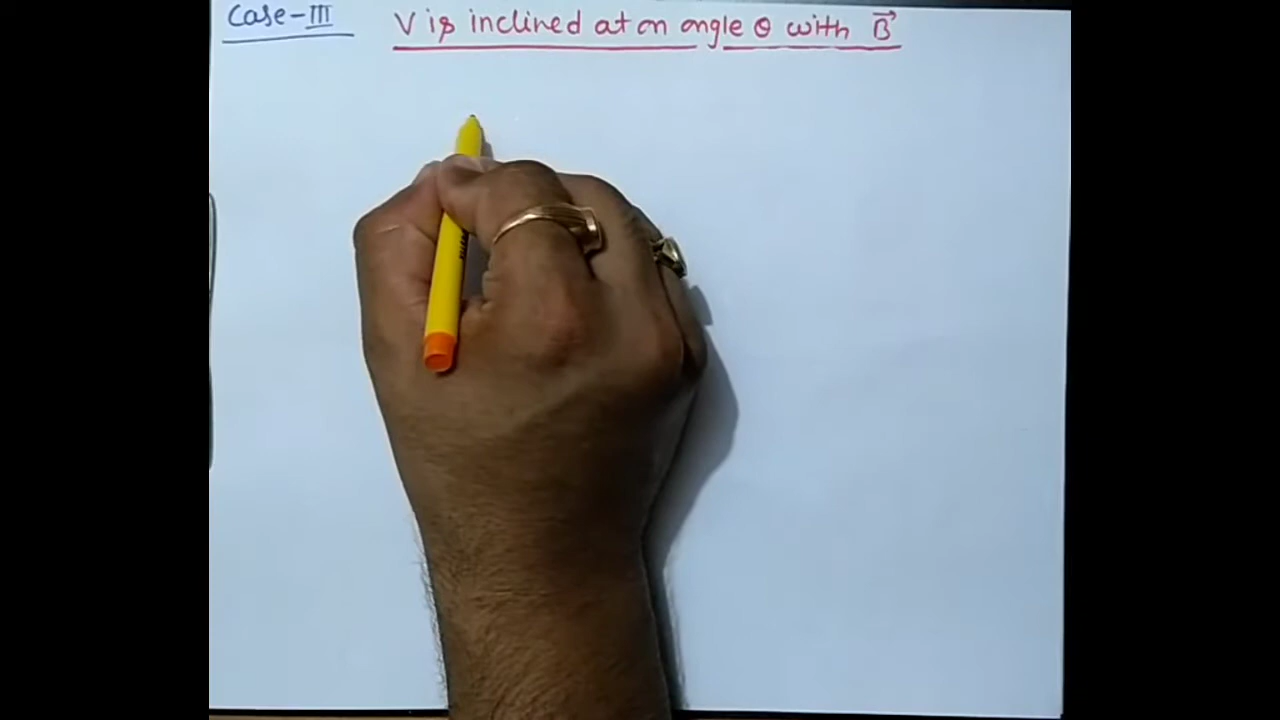 Case-III
V is inclined at an angle θ with B⃗